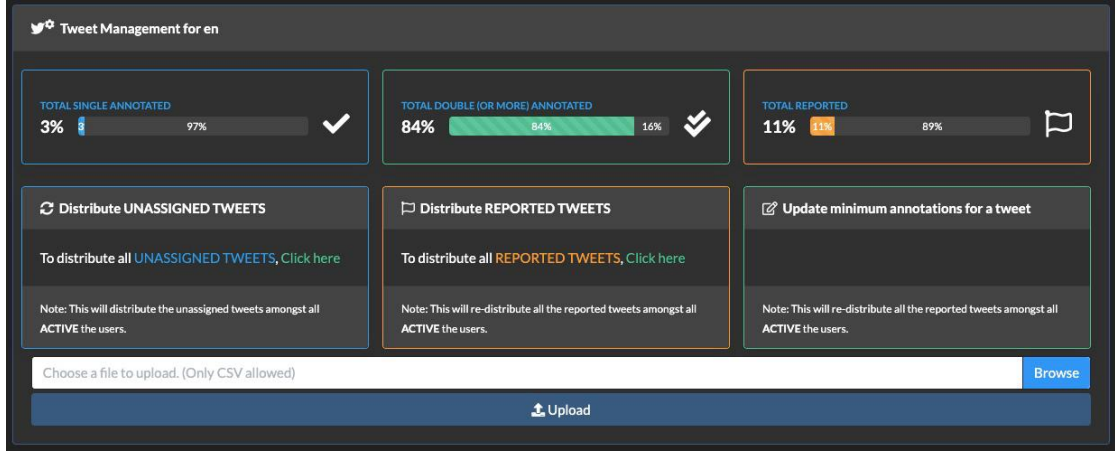 Tweet Management for en
TOTAL SINGLE ANNOTATED
3% 3 97%
TOTAL DOUBLE (OR MORE) ANNOTATED
84% 84% 16%
TOTAL REPORTED
11% 11% 89%
Distribute UNASSIGNED TWEETS
To distribute all UNASSIGNED TWEETS, Click here
Note: This will distribute the unassigned tweets amongst all
ACTIVE the users.
Distribute REPORTED TWEETS
To distribute all REPORTED TWEETS, Click here
Note: This will re-distribute all the reported tweets amongst all
ACTIVE the users.
Update minimum annotations for a tweet
Note: This will re-distribute all the reported tweets amongst all
ACTIVE the users.
Choose a file to upload. (Only CSV allowed)
Browse
Upload